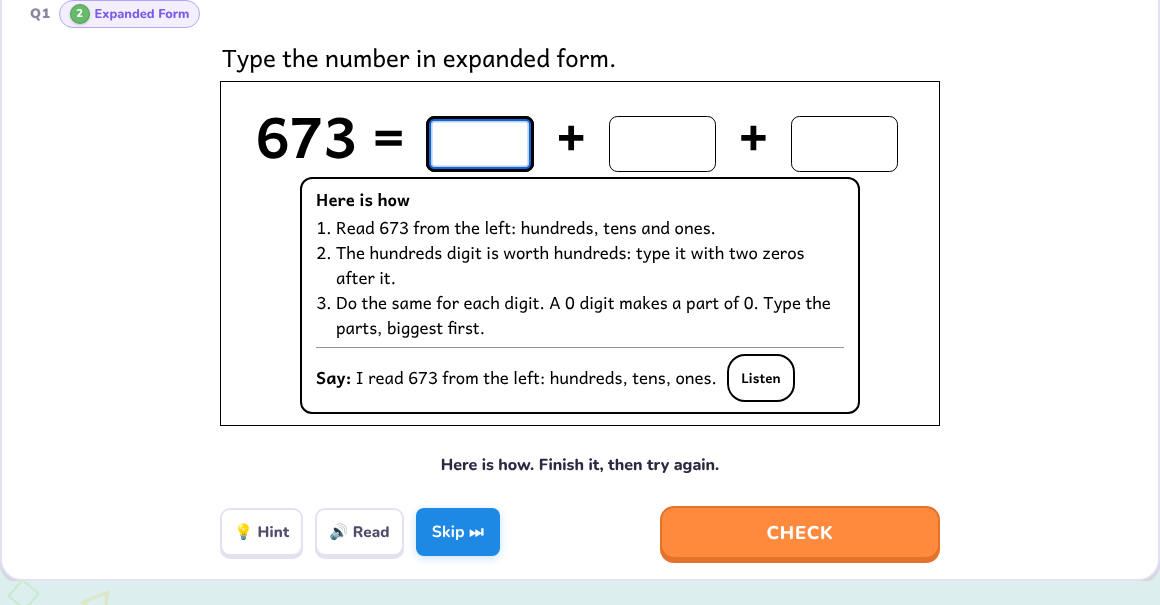 Q1 2 Expanded Form
Type the number in expanded form.
673 = + +
Here is how
1. Read 673 from the left: hundreds, tens and ones.
2. The hundreds digit is worth hundreds: type it with two zeros
after it.
3. Do the same for each digit. A 0 digit makes a part of 0. Type the
parts, biggest first.
Say: I read 673 from the left: hundreds, tens, ones. Listen
Here is how. Finish it, then try again.
Hint Read Skip CHECK